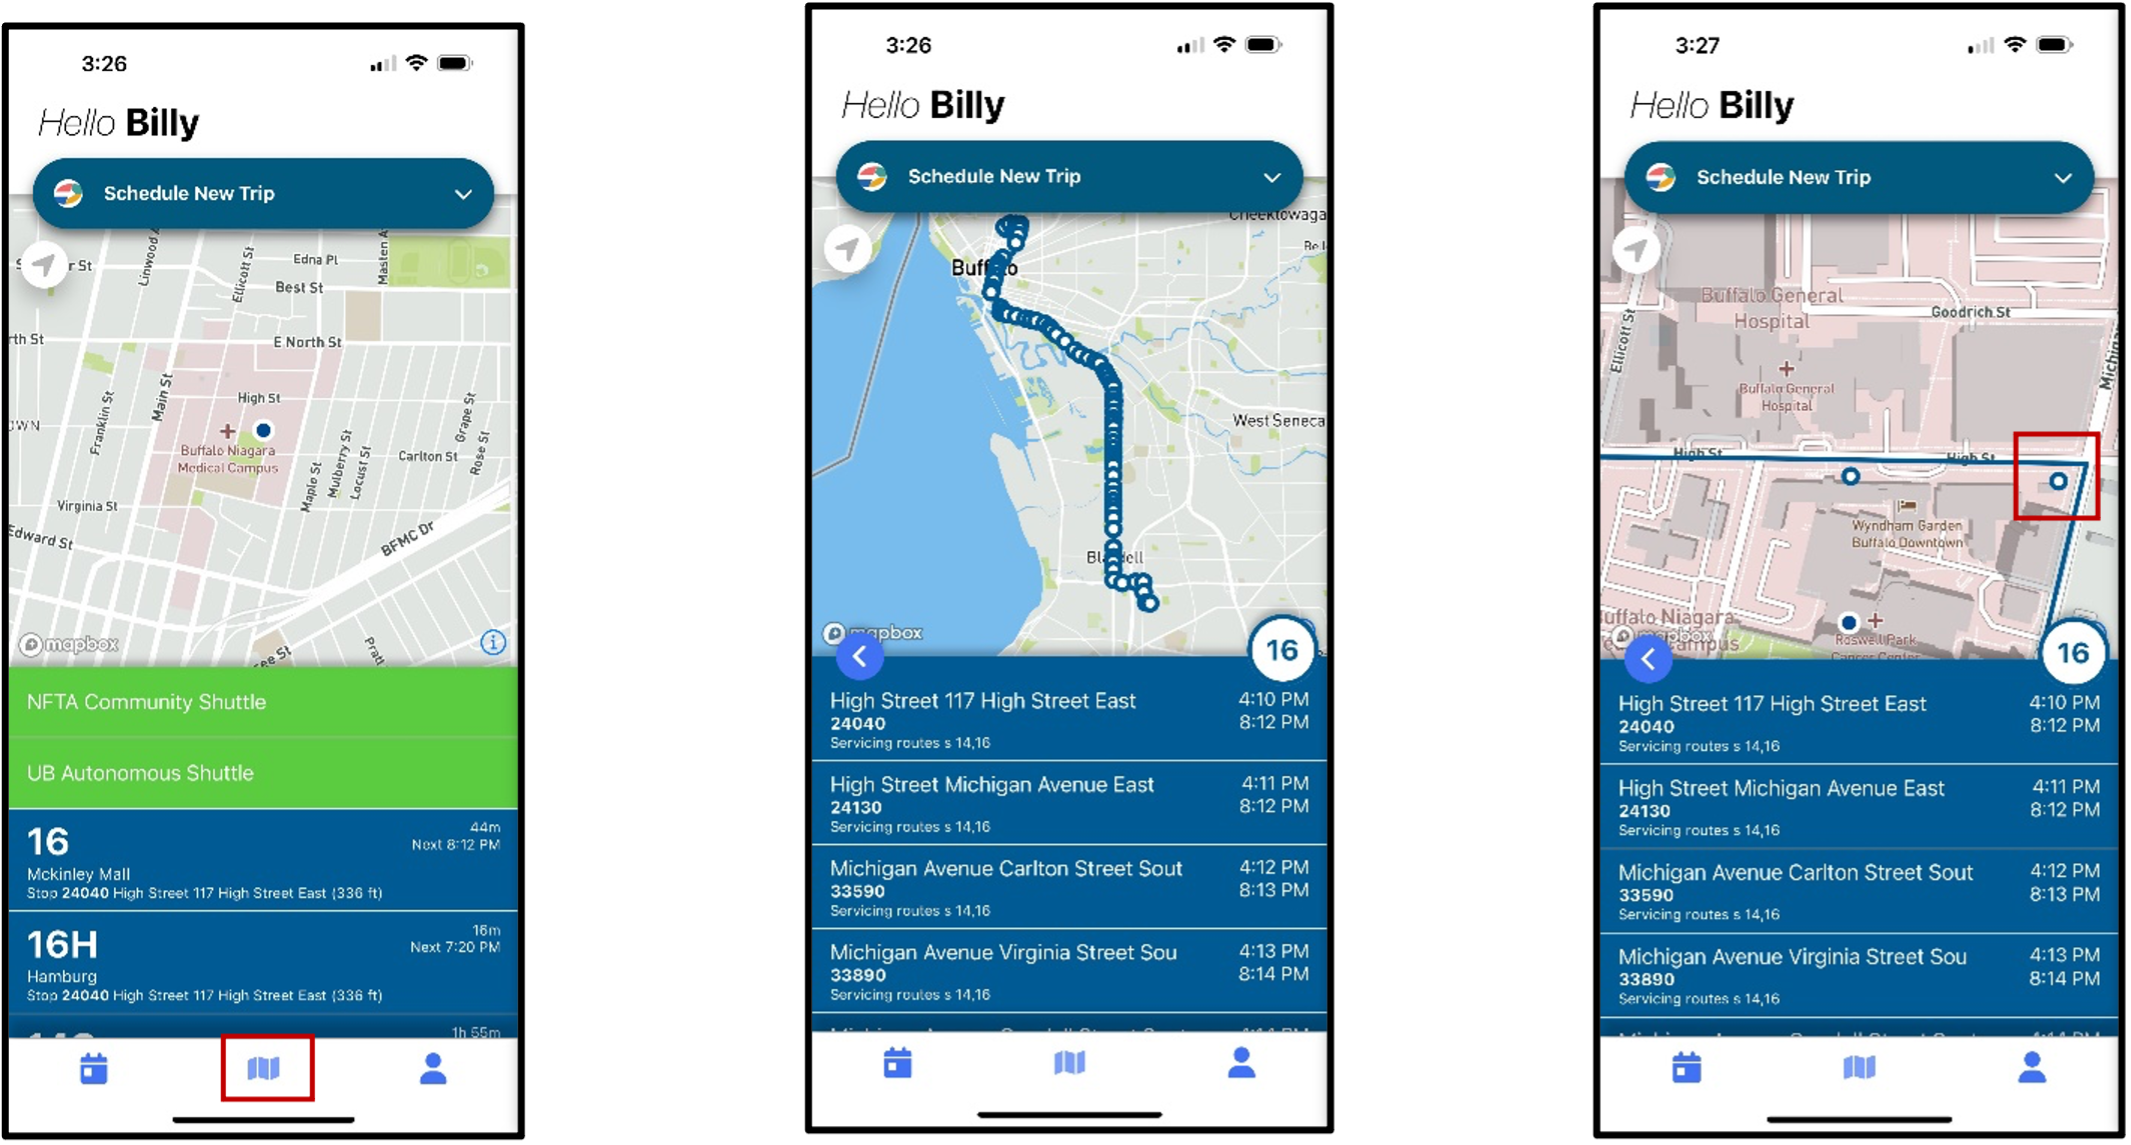 3:26
Hello Billy
Schedule New Trip
r St
Linwood A
Ellicott St
Edna Pl
Masten A
Best St
rth St
E North St
Main St
High St
Franklin St
OWN
Buffalo Niagara
Medical Campus
Maple St
Mulberry St
Locust St
Carlton St
Grape St
Rose St
Virginia St
Edward St
BFMC Dr
Pratt
mapbox
NFTA Community Shuttle
UB Autonomous Shuttle
16
44m
Next 8:12 PM
Mckinley Mall
Stop 24040 High Street 117 High Street East (336 ft)
16H
16m
Next 7:20 PM
Hamburg
Stop 24040 High Street 117 High Street East (336 ft)
1h 55m
3:26
Hello Billy
Schedule New Trip
Cheektowaga
Buffalo
West Seneca
Blasdell
mapbox
16
High Street 117 High Street East
4:10 PM
24040
8:12 PM
Servicing routes s 14,16
High Street Michigan Avenue East
4:11 PM
24130
8:12 PM
Servicing routes s 14,16
Michigan Avenue Carlton Street Sout
4:12 PM
33590
8:13 PM
Servicing routes s 14,16
Michigan Avenue Virginia Street Sou
4:13 PM
33890
8:14 PM
Servicing routes s 14,16
3:27
Hello Billy
Schedule New Trip
Buffalo General
Hospital
Goodrich St
Ellicott St
Michig
Buffalo General
Hospital
High St
High St
Wyndham Garden
Buffalo Downtown
uffalo Niagara
ampus
mapbox
Roswell Park
Cancer Center
16
High Street 117 High Street East
4:10 PM
24040
8:12 PM
Servicing routes s 14,16
High Street Michigan Avenue East
4:11 PM
24130
8:12 PM
Servicing routes s 14,16
Michigan Avenue Carlton Street Sout
4:12 PM
33590
8:13 PM
Servicing routes s 14,16
Michigan Avenue Virginia Street Sou
4:13 PM
33890
8:14 PM
Servicing routes s 14,16